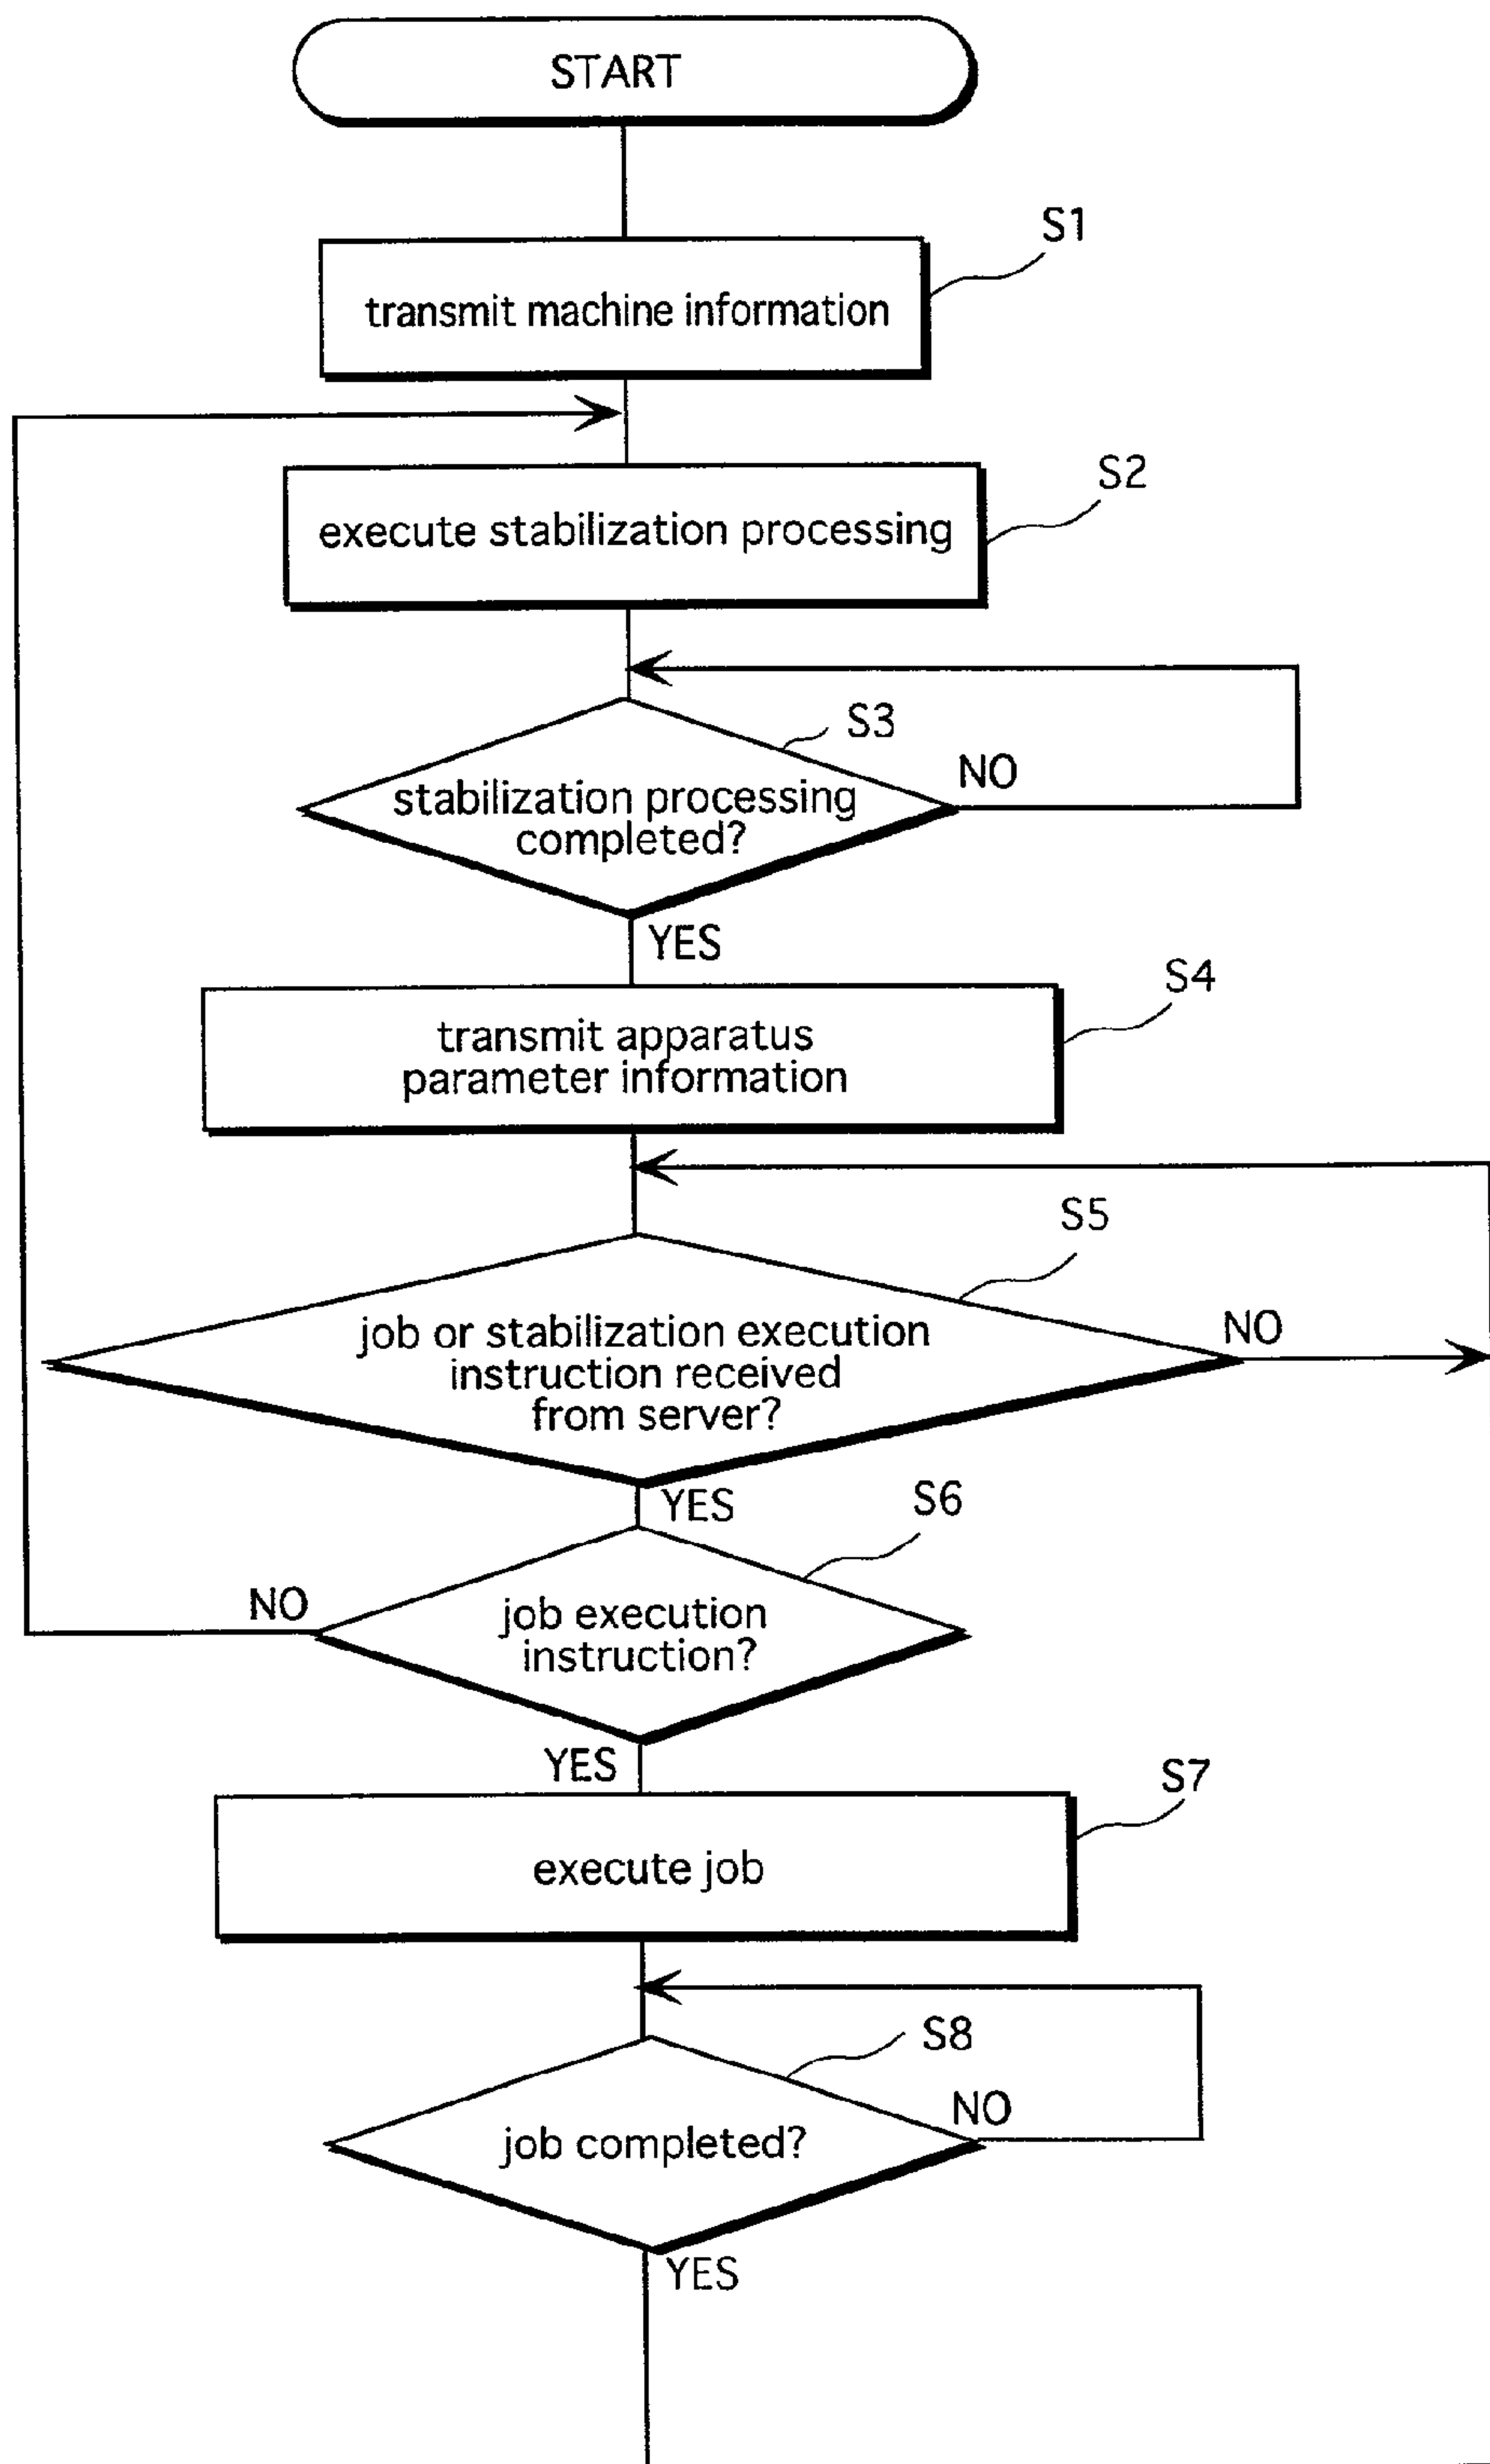 START
S1
transmit machine information
S2
execute stabilization processing
S3
NO
stabilization processing
completed?
YES
S4
transmit apparatus
parameter information
S5
NO
job or stabilization execution
instruction received
from server?
YES
S6
NO
job execution
instruction?
YES
S7
execute job
S8
NO
job completed?
YES